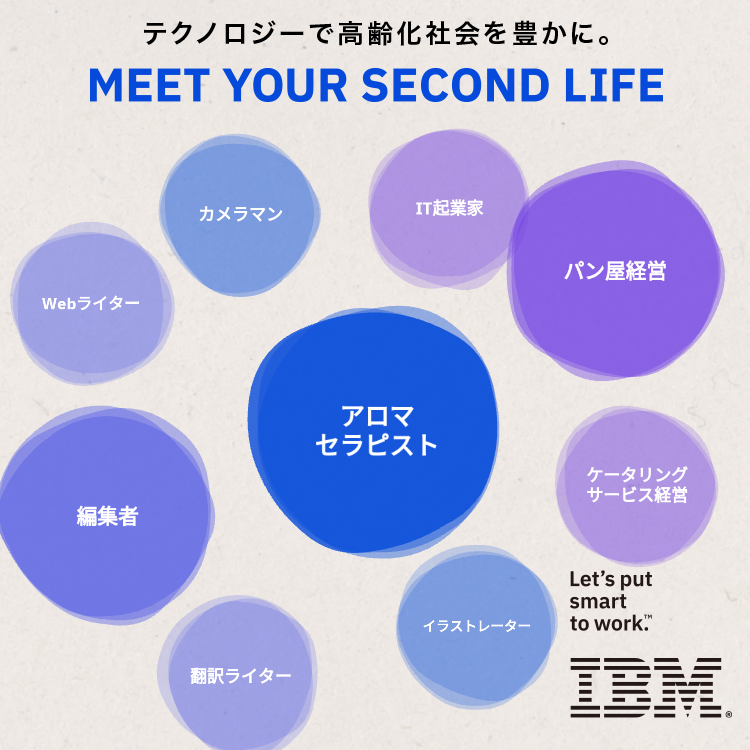 テクノロジーで高齢化社会を豊かに。
MEET YOUR SECOND LIFE
カメラマン
IT起業家
パン屋経営
Webライター
アロマ
セラピスト
編集者
ケータリング
サービス経営
イラストレーター
翻訳ライター
Let's put
smart
to work.™
IBM®